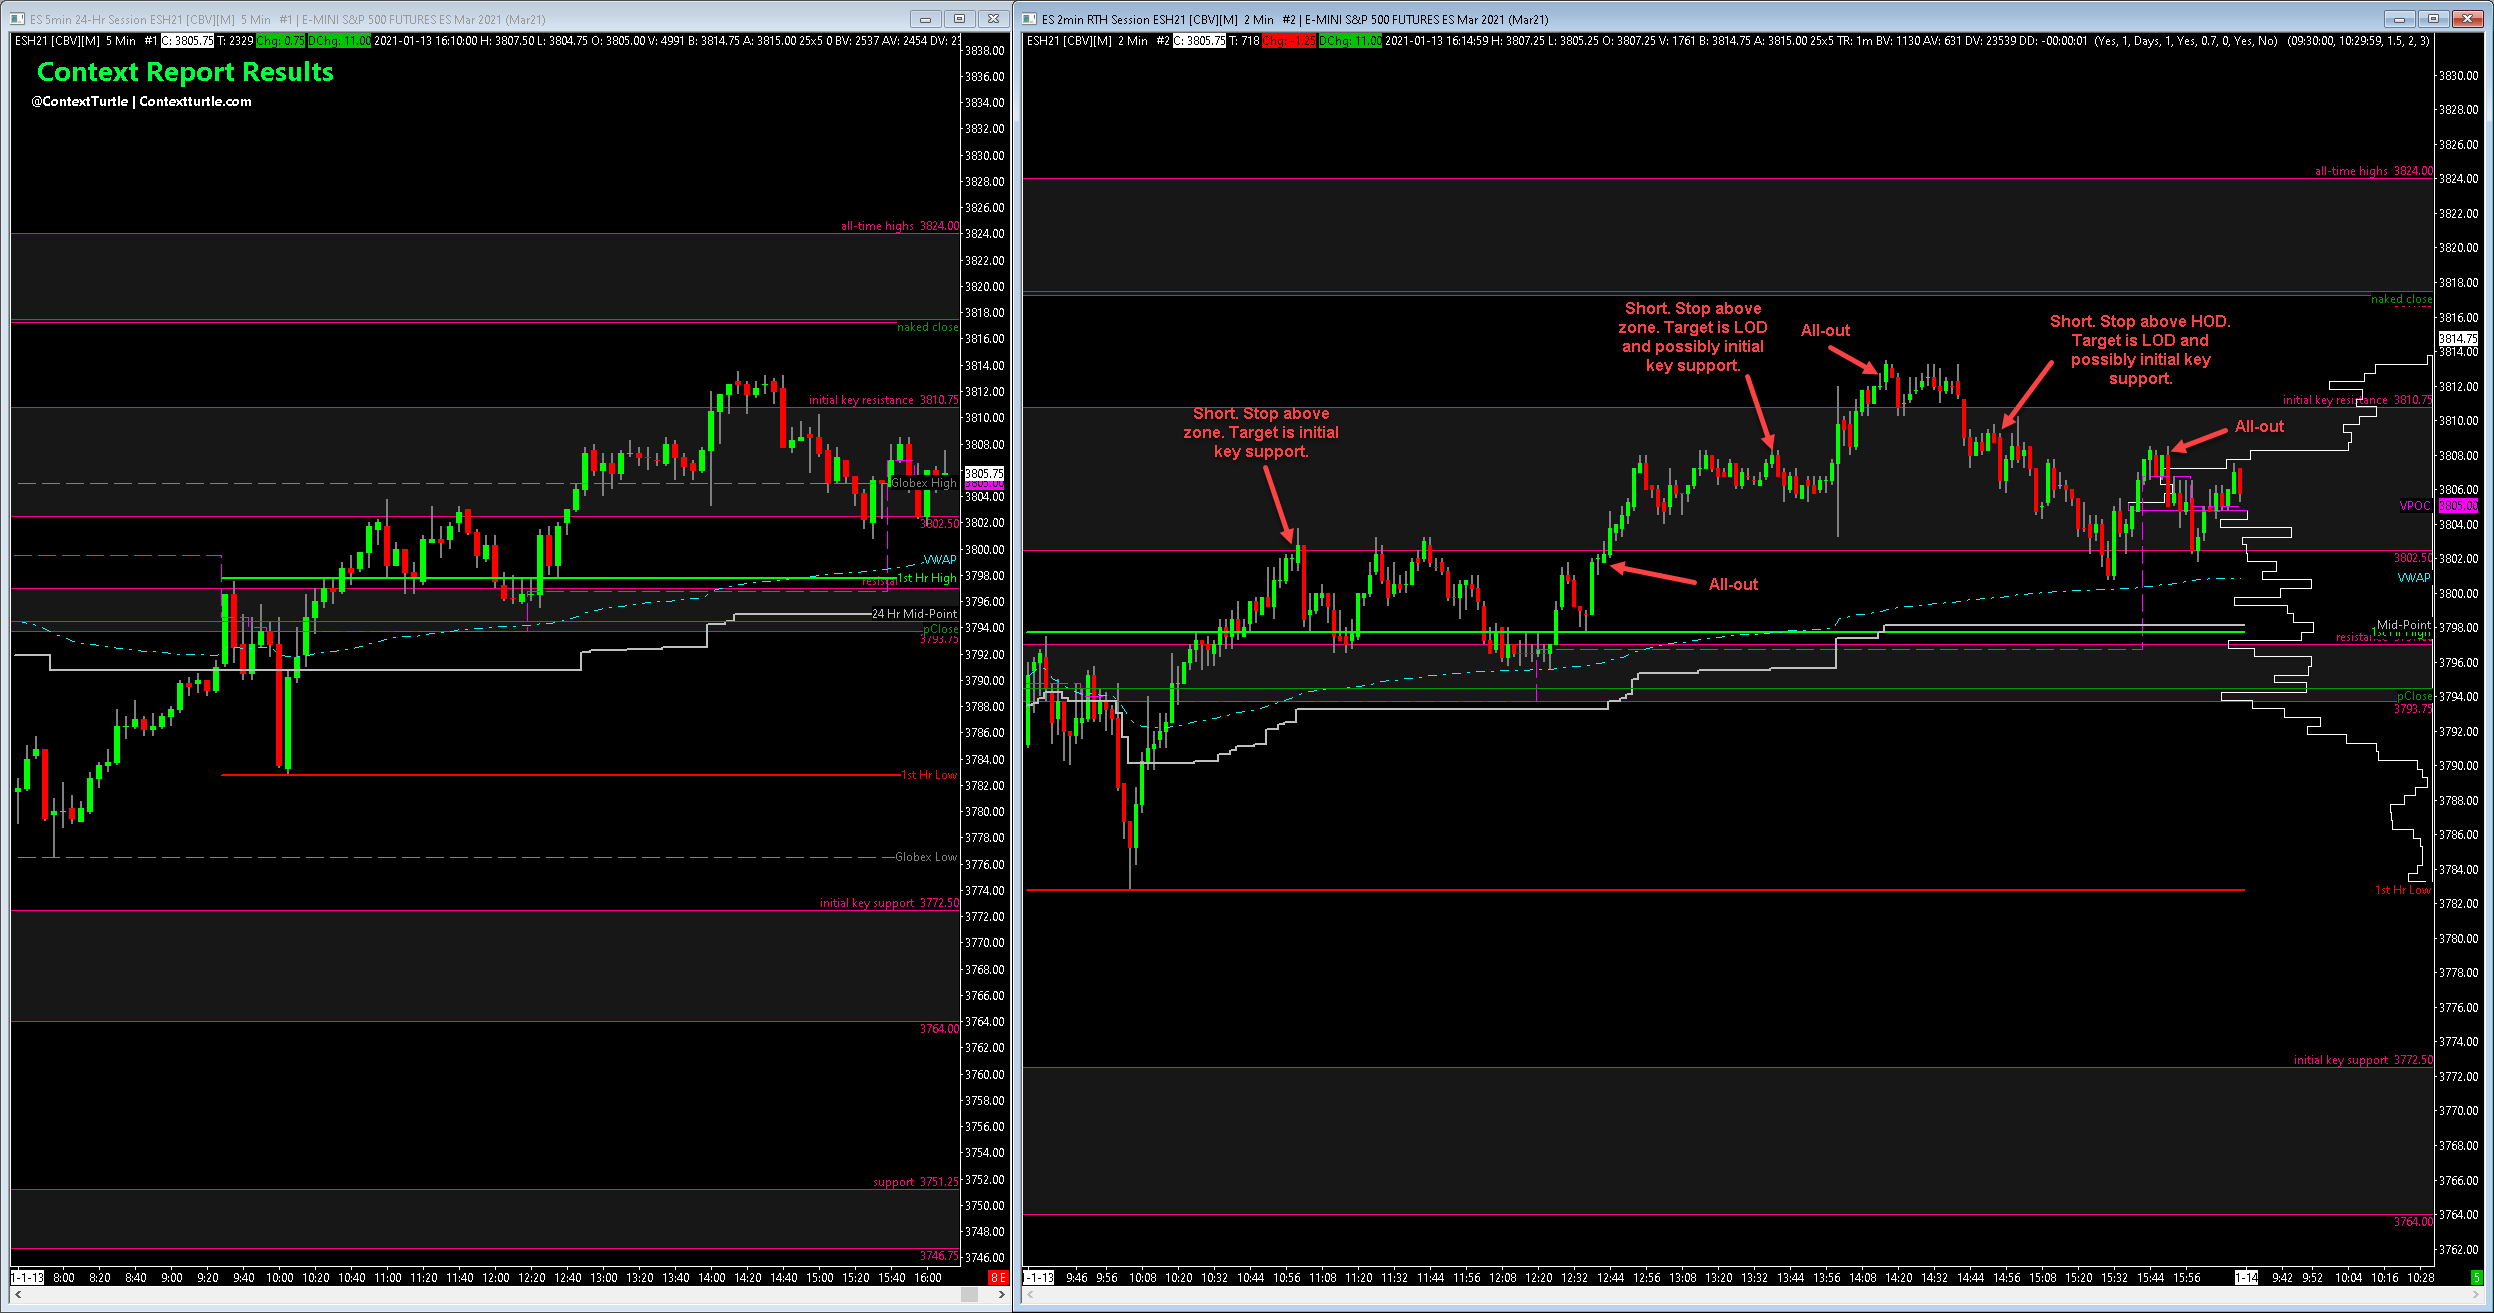 ES 5min 24-Hr Session ESH21 [CBV][M]  5 Min  #1 | E-MINI S&P 500 FUTURES ES Mar 2021 (Mar21)
ESH21 [CBV][M]  5 Min  #1 C: 3805.75 T: 2329 Chg: 0.75 DChg: 11.00 2021-01-13 16:10:00 H: 3807.50 L: 3804.75 O: 3805.00 V: 4991 B: 3814.75 A: 3815.00 25x5 0 BV: 2537 AV: 2454 DV: 23
Context Report Results
@ContextTurtle | Contextturtle.com
all-time highs 3824.00
naked close
initial key resistance 3810.75
Globex High
3802.50
VWAP
1st Hr High
24 Hr Mid-Point
pClose
3793.75
1st Hr Low
Globex Low
initial key support 3772.50
3764.00
support 3751.25
3746.75
3838.00
3836.00
3834.00
3832.00
3830.00
3828.00
3826.00
3824.00
3822.00
3820.00
3818.00
3816.00
3814.00
3812.00
3810.00
3808.00
3805.75
3804.00
3802.00
3800.00
3798.00
3796.00
3794.00
3792.00
3790.00
3788.00
3786.00
3784.00
3782.00
3780.00
3778.00
3776.00
3774.00
3772.00
3770.00
3768.00
3766.00
3764.00
3762.00
3760.00
3758.00
3756.00
3754.00
3752.00
3750.00
3748.00
3746.00
1-1-13 8:00 8:20 8:40 9:00 9:20 9:40 10:00 10:20 10:40 11:00 11:20 11:40 12:00 12:20 12:40 13:00 13:20 13:40 14:00 14:20 14:40 15:00 15:20 15:40 16:00 8 E
ES 2min RTH Session ESH21 [CBV][M]  2 Min  #2 | E-MINI S&P 500 FUTURES ES Mar 2021 (Mar21)
ESH21 [CBV][M]  2 Min  #2 C: 3805.75 T: 718 Chg: -1.25 DChg: 11.00 2021-01-13 16:14:59 H: 3807.25 L: 3805.25 O: 3807.25 V: 1761 B: 3814.75 A: 3815.00 25x5 TR: 1m BV: 1130 AV: 631 DV: 23539 DD: -00:00:01 (Yes, 1, Days, 1, Yes, 0.7, 0, Yes, No) (09:30:00, 10:29:59, 1.5, 2, 3)
all-time highs 3824.00
naked close
Short. Stop above
zone. Target is LOD
and possibly initial
key support.
All-out
Short. Stop above HOD.
Target is LOD and
possibly initial key
support.
initial key resistance 3810.75
Short. Stop above
zone. Target is initial
key support.
All-out
VPOC
3802.50
VWAP
All-out
Mid-Point
pClose
3793.75
1st Hr Low
initial key support 3772.50
3764.00
3830.00
3828.00
3826.00
3824.00
3822.00
3820.00
3818.00
3816.00
3814.75
3814.00
3812.00
3810.00
3808.00
3806.00
3805.00
3804.00
3802.00
3800.00
3798.00
3796.00
3794.00
3792.00
3790.00
3788.00
3786.00
3784.00
3782.00
3780.00
3778.00
3776.00
3774.00
3772.00
3770.00
3768.00
3766.00
3764.00
3762.00
-1-13 9:46 9:56 10:08 10:20 10:32 10:44 10:56 11:08 11:20 11:32 11:44 11:56 12:08 12:20 12:32 12:44 12:56 13:08 13:20 13:32 13:44 13:56 14:08 14:20 14:32 14:44 14:56 15:08 15:20 15:32 15:44 15:56 1-14 9:42 9:52 10:04 10:16 10:28 5